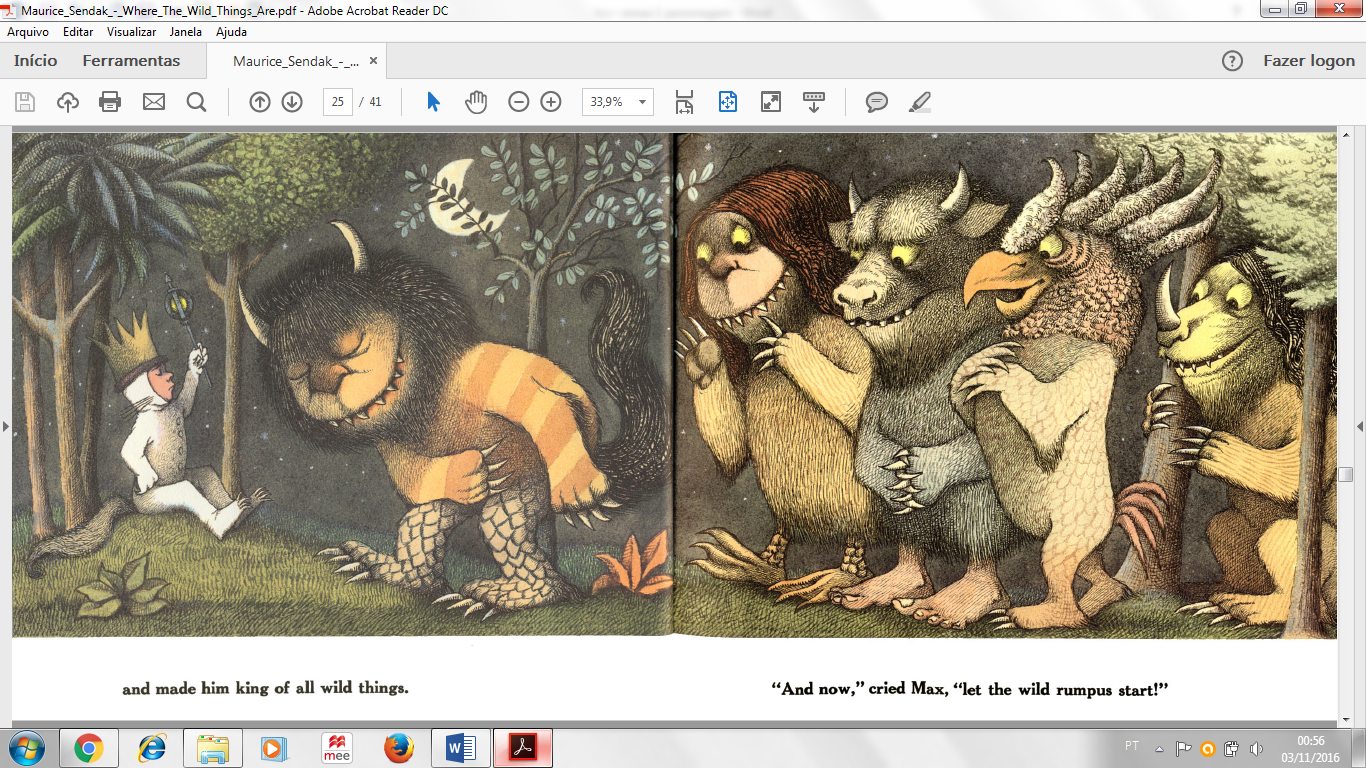 Maurice_Sendak_-_Where_The_Wild_Things_Are.pdf - Adobe Acrobat Reader DC
Arquivo Editar Visualizar Janela Ajuda
Início Ferramentas Maurice_Sendak_-_... × ? Fazer logon
25 / 41 33,9%
and made him king of all wild things.
“And now,” cried Max, “let the wild rumpus start!”
mee
PT
00:56
03/11/2016